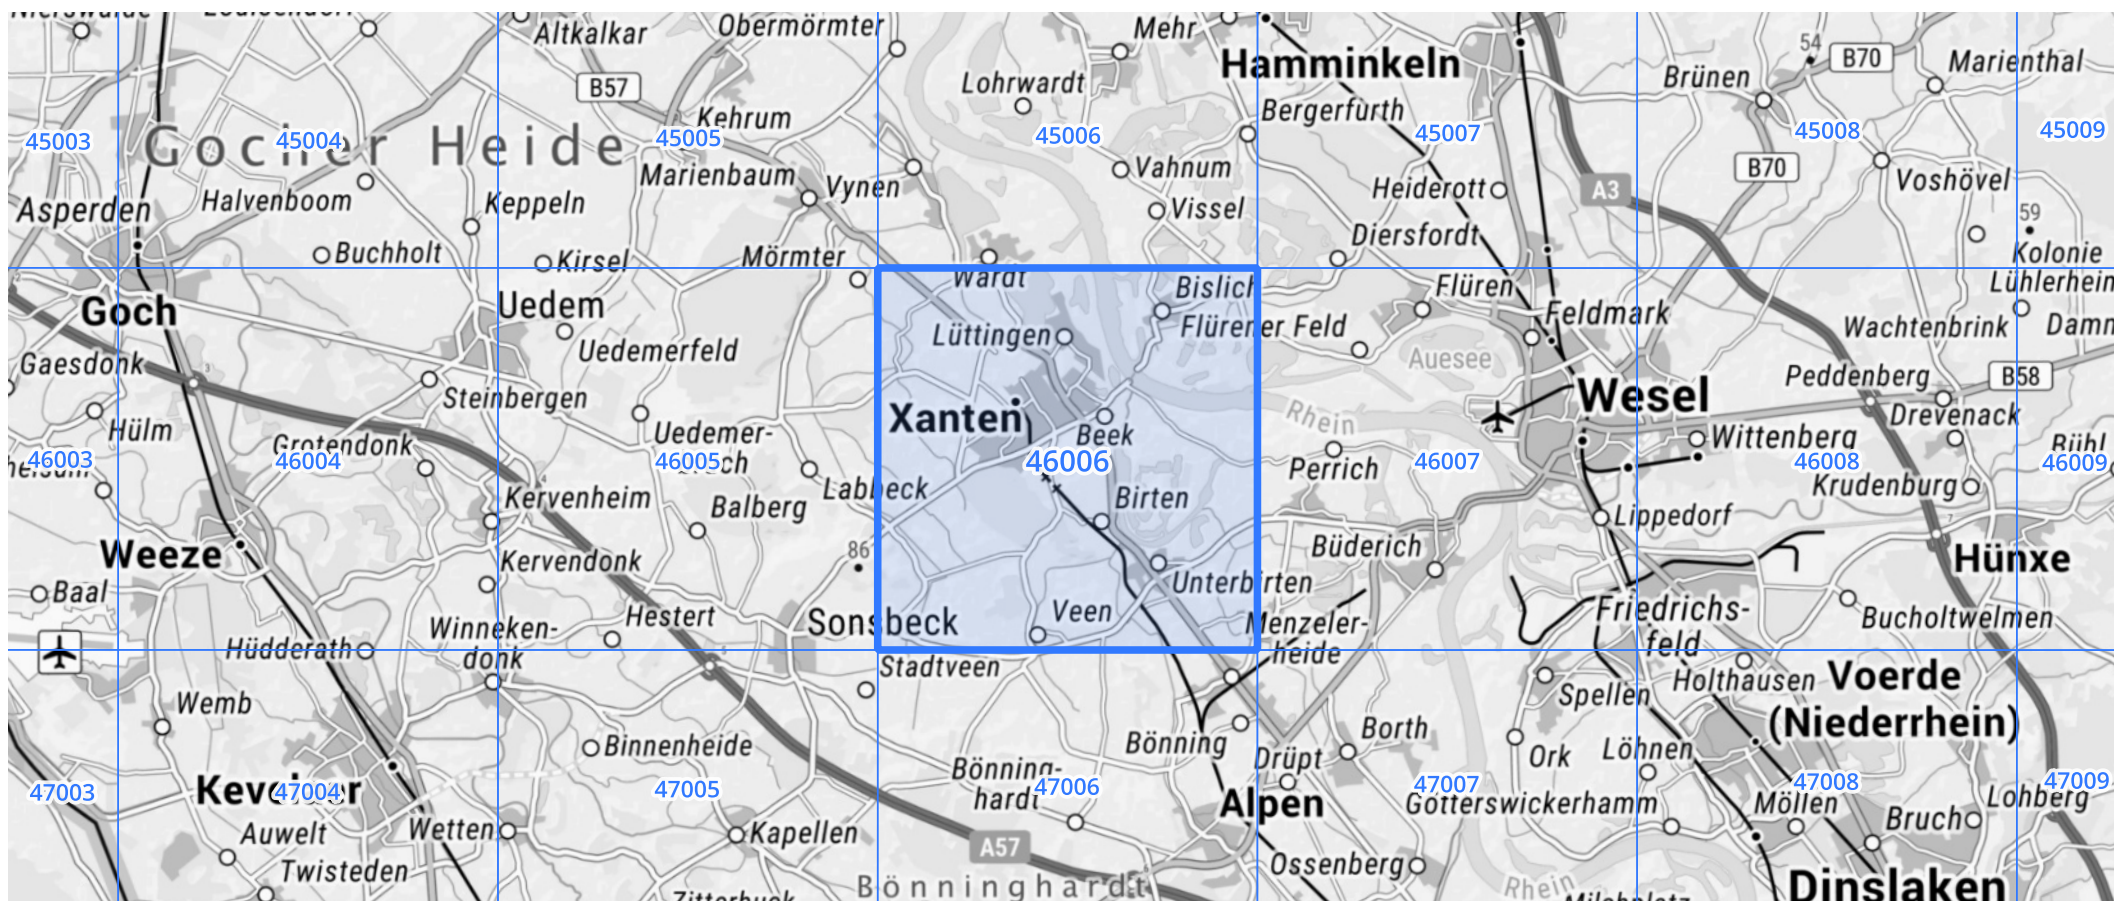 Altkalkar
Obermörmter
Mehr
Hamminkeln
54
B70
Marienthal
Brünen
B57
Lohrwardt
Bergerfurth
Kehrum
45003
Gocher Heide
45004
45005
45006
45007
45008
45009
B70
Marienbaum
Vynen
Vahnum
Heiderott
A3
Voshövel
Asperden
Halvenboom
Keppeln
Vissel
59
Buchholt
Kirsel
Mörmter
Diersfordt
Kolonie
Lühlerheim
Wardt
Bislich
Flüren
Goch
Uedem
Feldmark
Lüttingen
Flürener Feld
Wachtenbrink
Damm
Gaesdonk
3
Uedemerfeld
Auesee
Peddenberg
B58
Steinbergen
Xanten
Rhein
Wesel
Drevenack
Hülm
Grotendonk
Uedemer-
bruch
Beek
Wittenberg
Bühl
46003
46004
46005
46006
46007
46008
46009
Perrich
Labbeck
Krudenburg
Kervenheim
Balberg
Birten
Lippedorf
7
Weeze
Kervendonk
86
Büderich
Hünxe
Baal
Unterbirten
Hestert
Sonsbeck
Veen
Menzeler-
heide
Friedrichs-
feld
Bucholtwelmen
Hüdderath
Winneken-
donk
Stadtveen
Holthausen
Voerde
(Niederrhein)
Wemb
Spellen
Binnenheide
Bönning
Drüpt
Borth
Ork
Löhnen
Bönning-
hardt
47003
Kevelaer
47004
47005
47006
47007
47008
47009
Alpen
Götterswickerhamm
Möllen
Lohberg
Auwelt
Wetten
Kapellen
A57
Bruch
Twisteden
Bönninghardt
Ossenberg
Rhein
Dinslaken